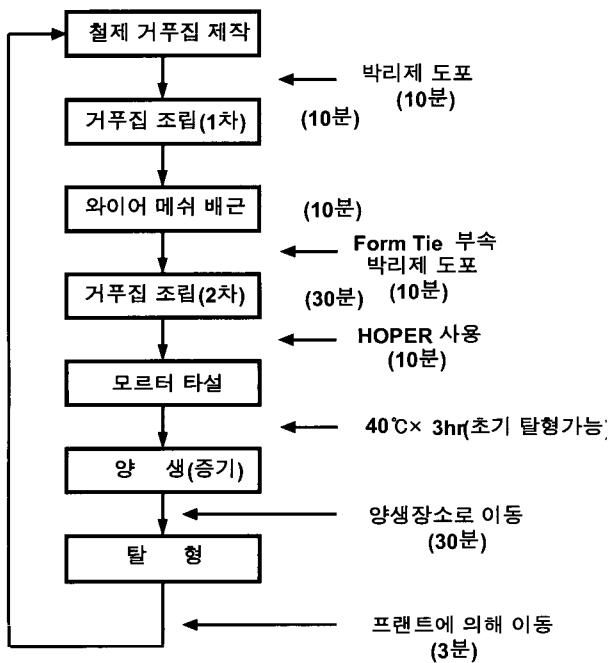 철제 거푸집 제작
박리제 도포
(10분)
거푸집 조립(1차)
(10분)
와이어 메쉬 배근
(10분)
Form Tie 부속
박리제 도포
(10분)
거푸집 조립(2차)
(30분)
HOPER 사용
(10분)
모르터 타설
40℃× 3hr(초기 탈형가능)
양 생(증기)
양생장소로 이동
(30분)
탈 형
프랜트에 의해 이동
(3분)